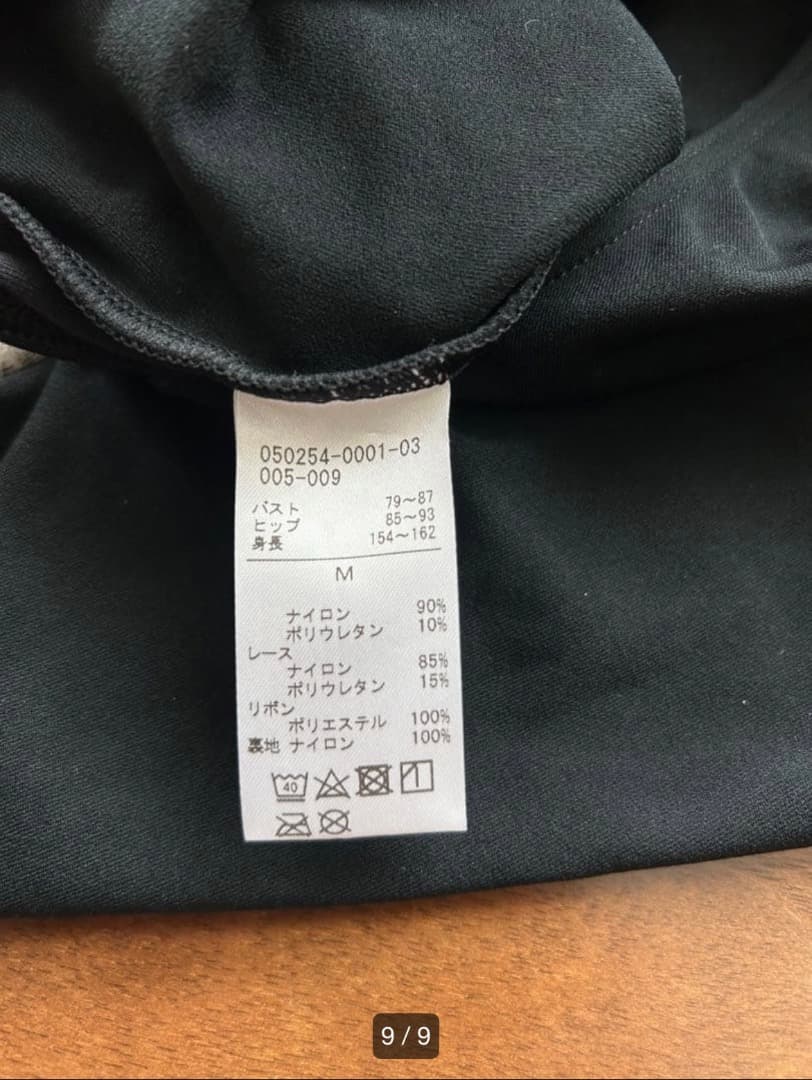 050254-0001-03
005-009
バスト 79~87
ヒップ 85~93
身長 154~162
M
ナイロン 90%
ポリウレタン 10%
レース
ナイロン 85%
ポリウレタン 15%
リボン
ポリエステル 100%
裏地 ナイロン 100%
40
9/9